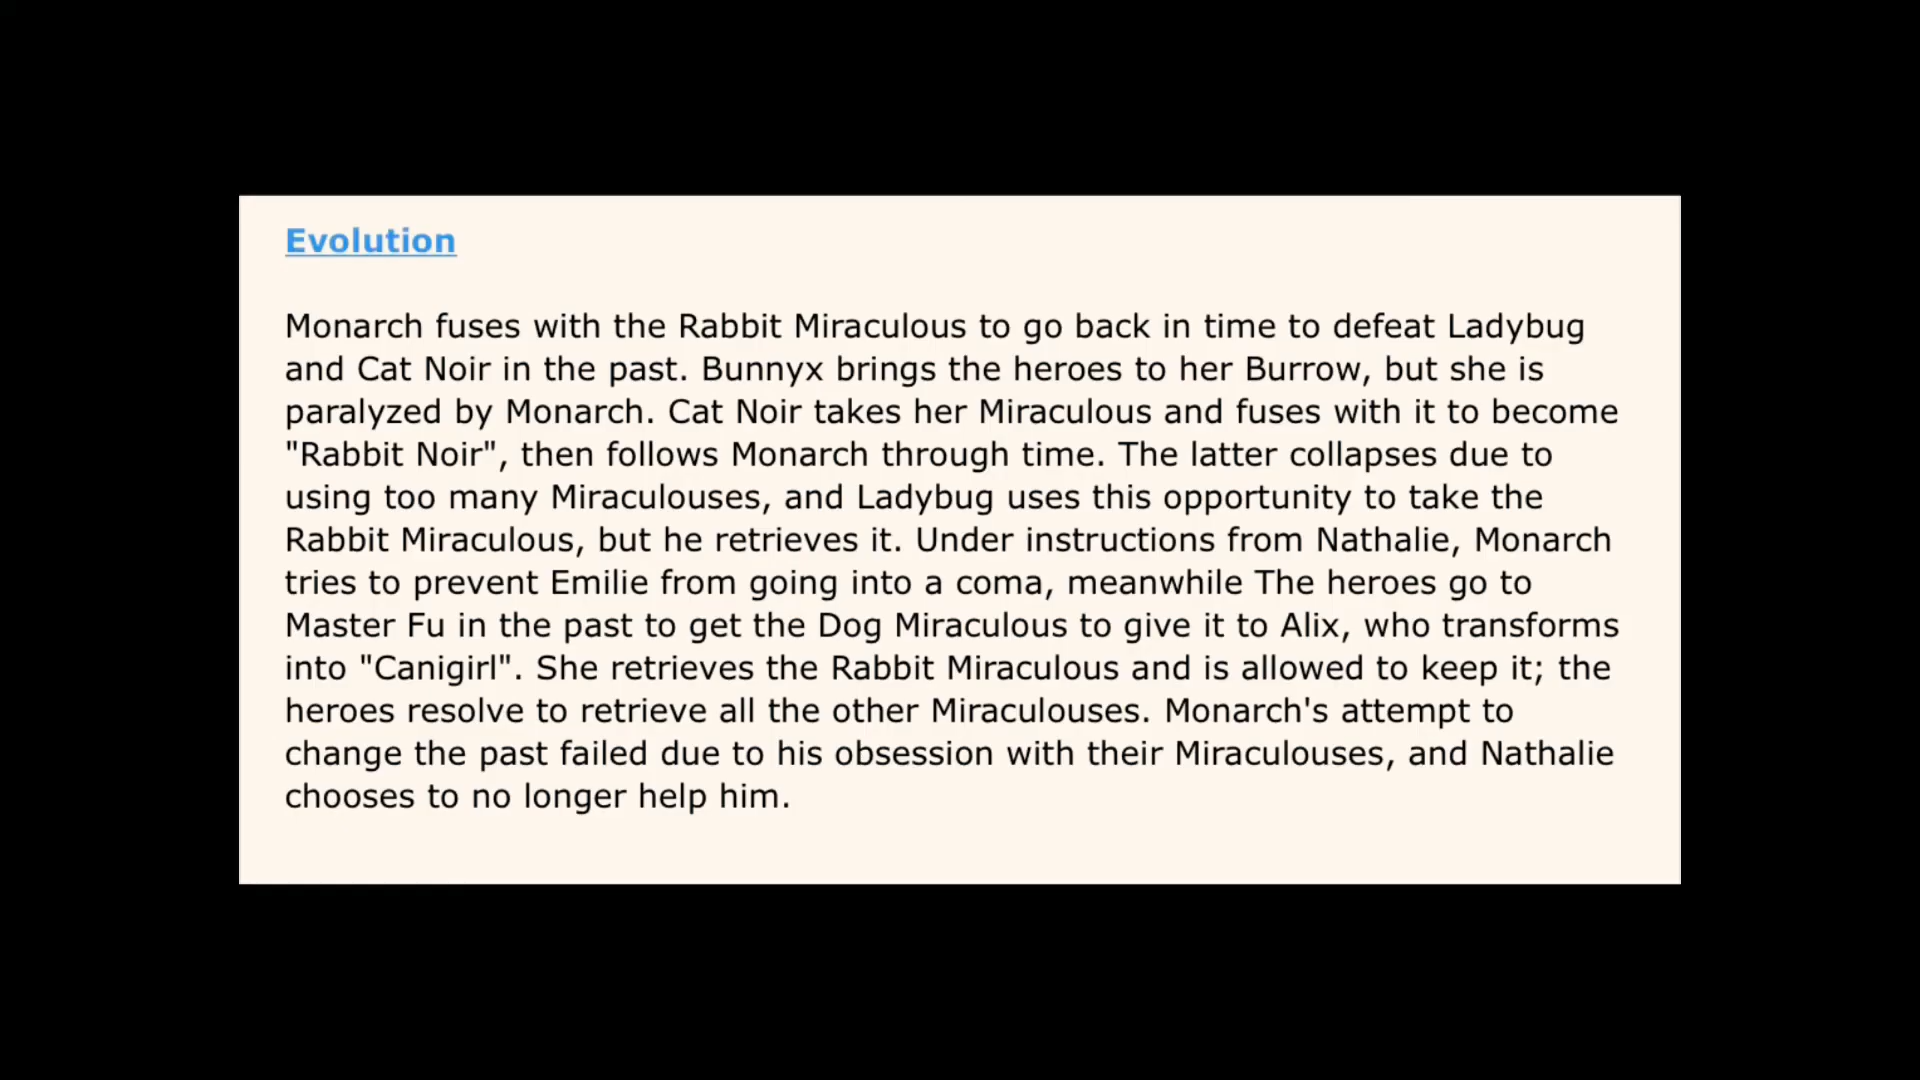 Evolution
Monarch fuses with the Rabbit Miraculous to go back in time to defeat Ladybug
and Cat Noir in the past. Bunnyx brings the heroes to her Burrow, but she is
paralyzed by Monarch. Cat Noir takes her Miraculous and fuses with it to become
"Rabbit Noir", then follows Monarch through time. The latter collapses due to
using too many Miraculouses, and Ladybug uses this opportunity to take the
Rabbit Miraculous, but he retrieves it. Under instructions from Nathalie, Monarch
tries to prevent Emilie from going into a coma, meanwhile The heroes go to
Master Fu in the past to get the Dog Miraculous to give it to Alix, who transforms
into "Canigirl". She retrieves the Rabbit Miraculous and is allowed to keep it; the
heroes resolve to retrieve all the other Miraculouses. Monarch's attempt to
change the past failed due to his obsession with their Miraculouses, and Nathalie
chooses to no longer help him.